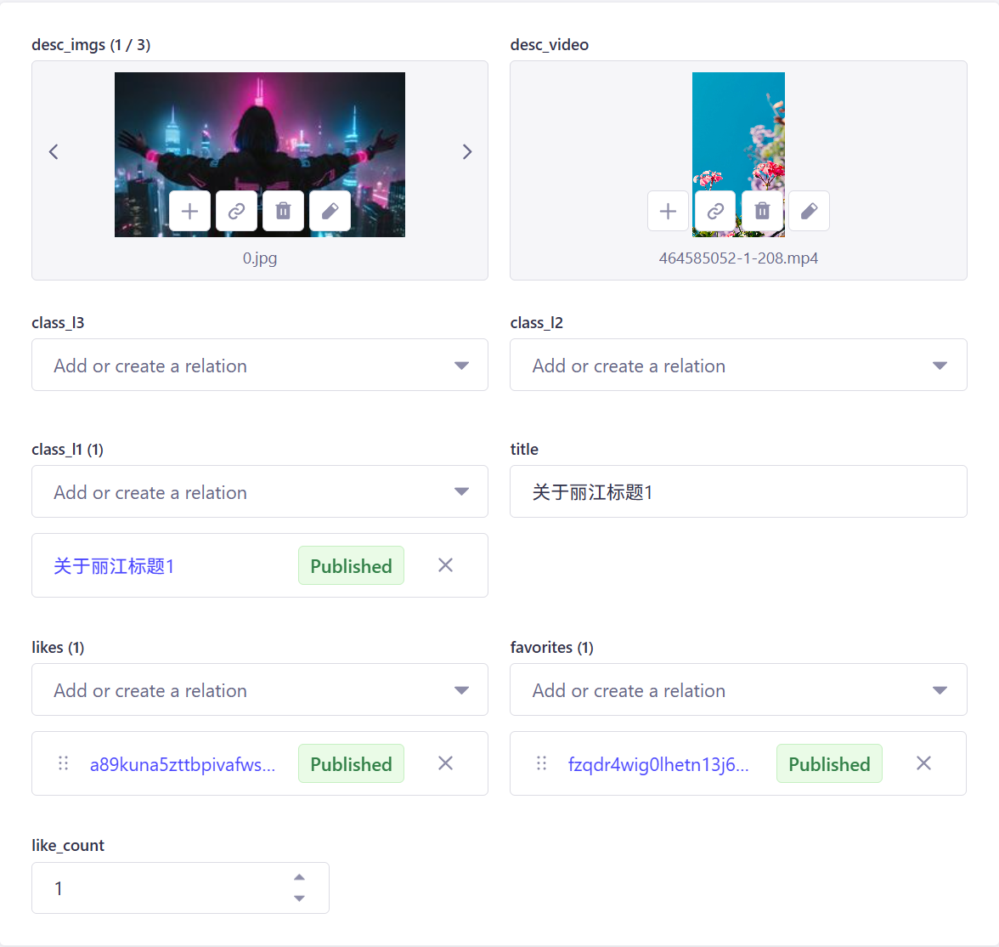 desc_imgs (1 / 3)
desc_video
0.jpg
464585052-1-208.mp4
class_l3
class_l2
Add or create a relation
Add or create a relation
class_l1 (1)
title
Add or create a relation
关于丽江标题1
关于丽江标题1
Published
likes (1)
favorites (1)
Add or create a relation
Add or create a relation
a89kuna5zttbpivafws...
Published
fzqdr4wig0lhetn13j6...
Published
like_count
1